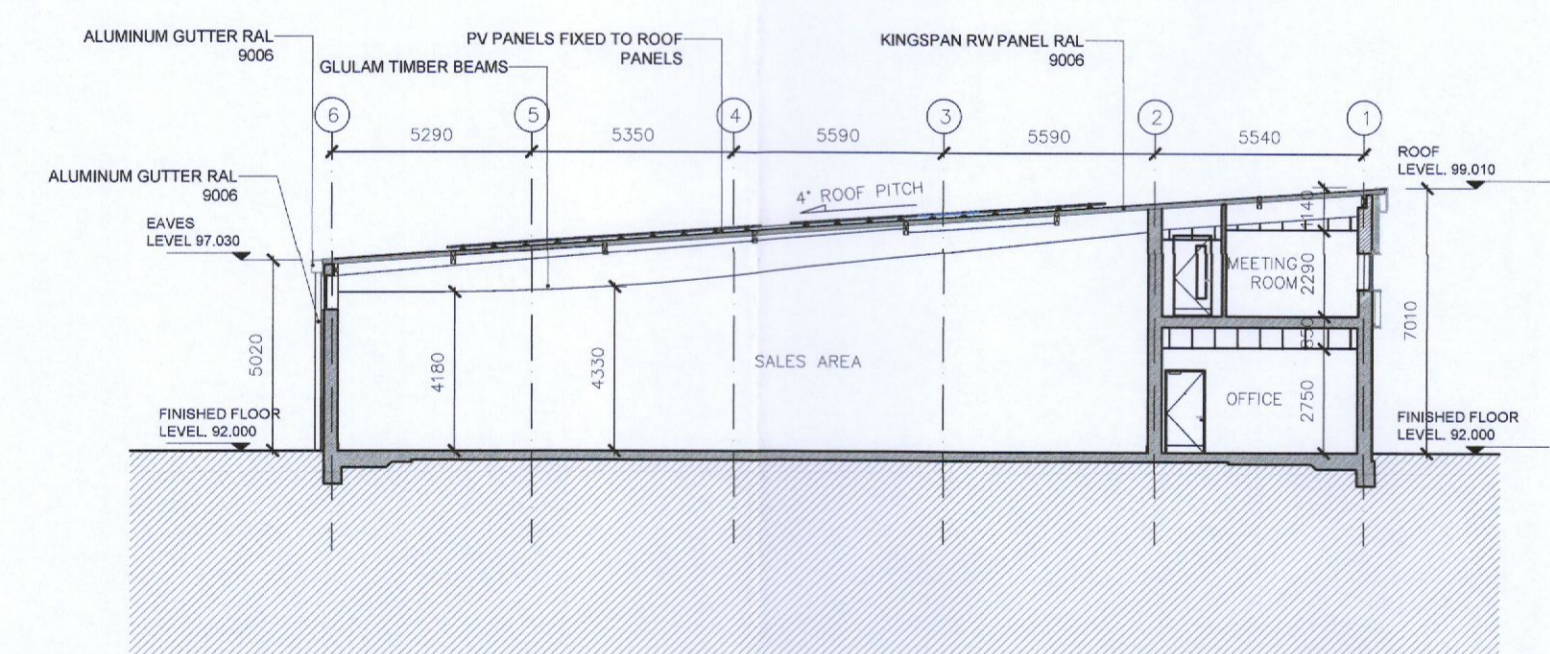 ALUMINUM GUTTER RAL
9006
PV PANELS FIXED TO ROOF
PANELS
KINGSPAN RW PANEL RAL
9006
GLULAM TIMBER BEAMS
6
5
4
3
2
1
5290
5350
5590
5590
5540
ALUMINUM GUTTER RAL
9006
ROOF
LEVEL. 99.010
4° ROOF PITCH
EAVES
LEVEL 97.030
1140
MEETING
ROOM
2290
7010
5020
4180
4330
SALES AREA
OFFICE
2750
FINISHED FLOOR
LEVEL. 92.000
FINISHED FLOOR
LEVEL. 92.000